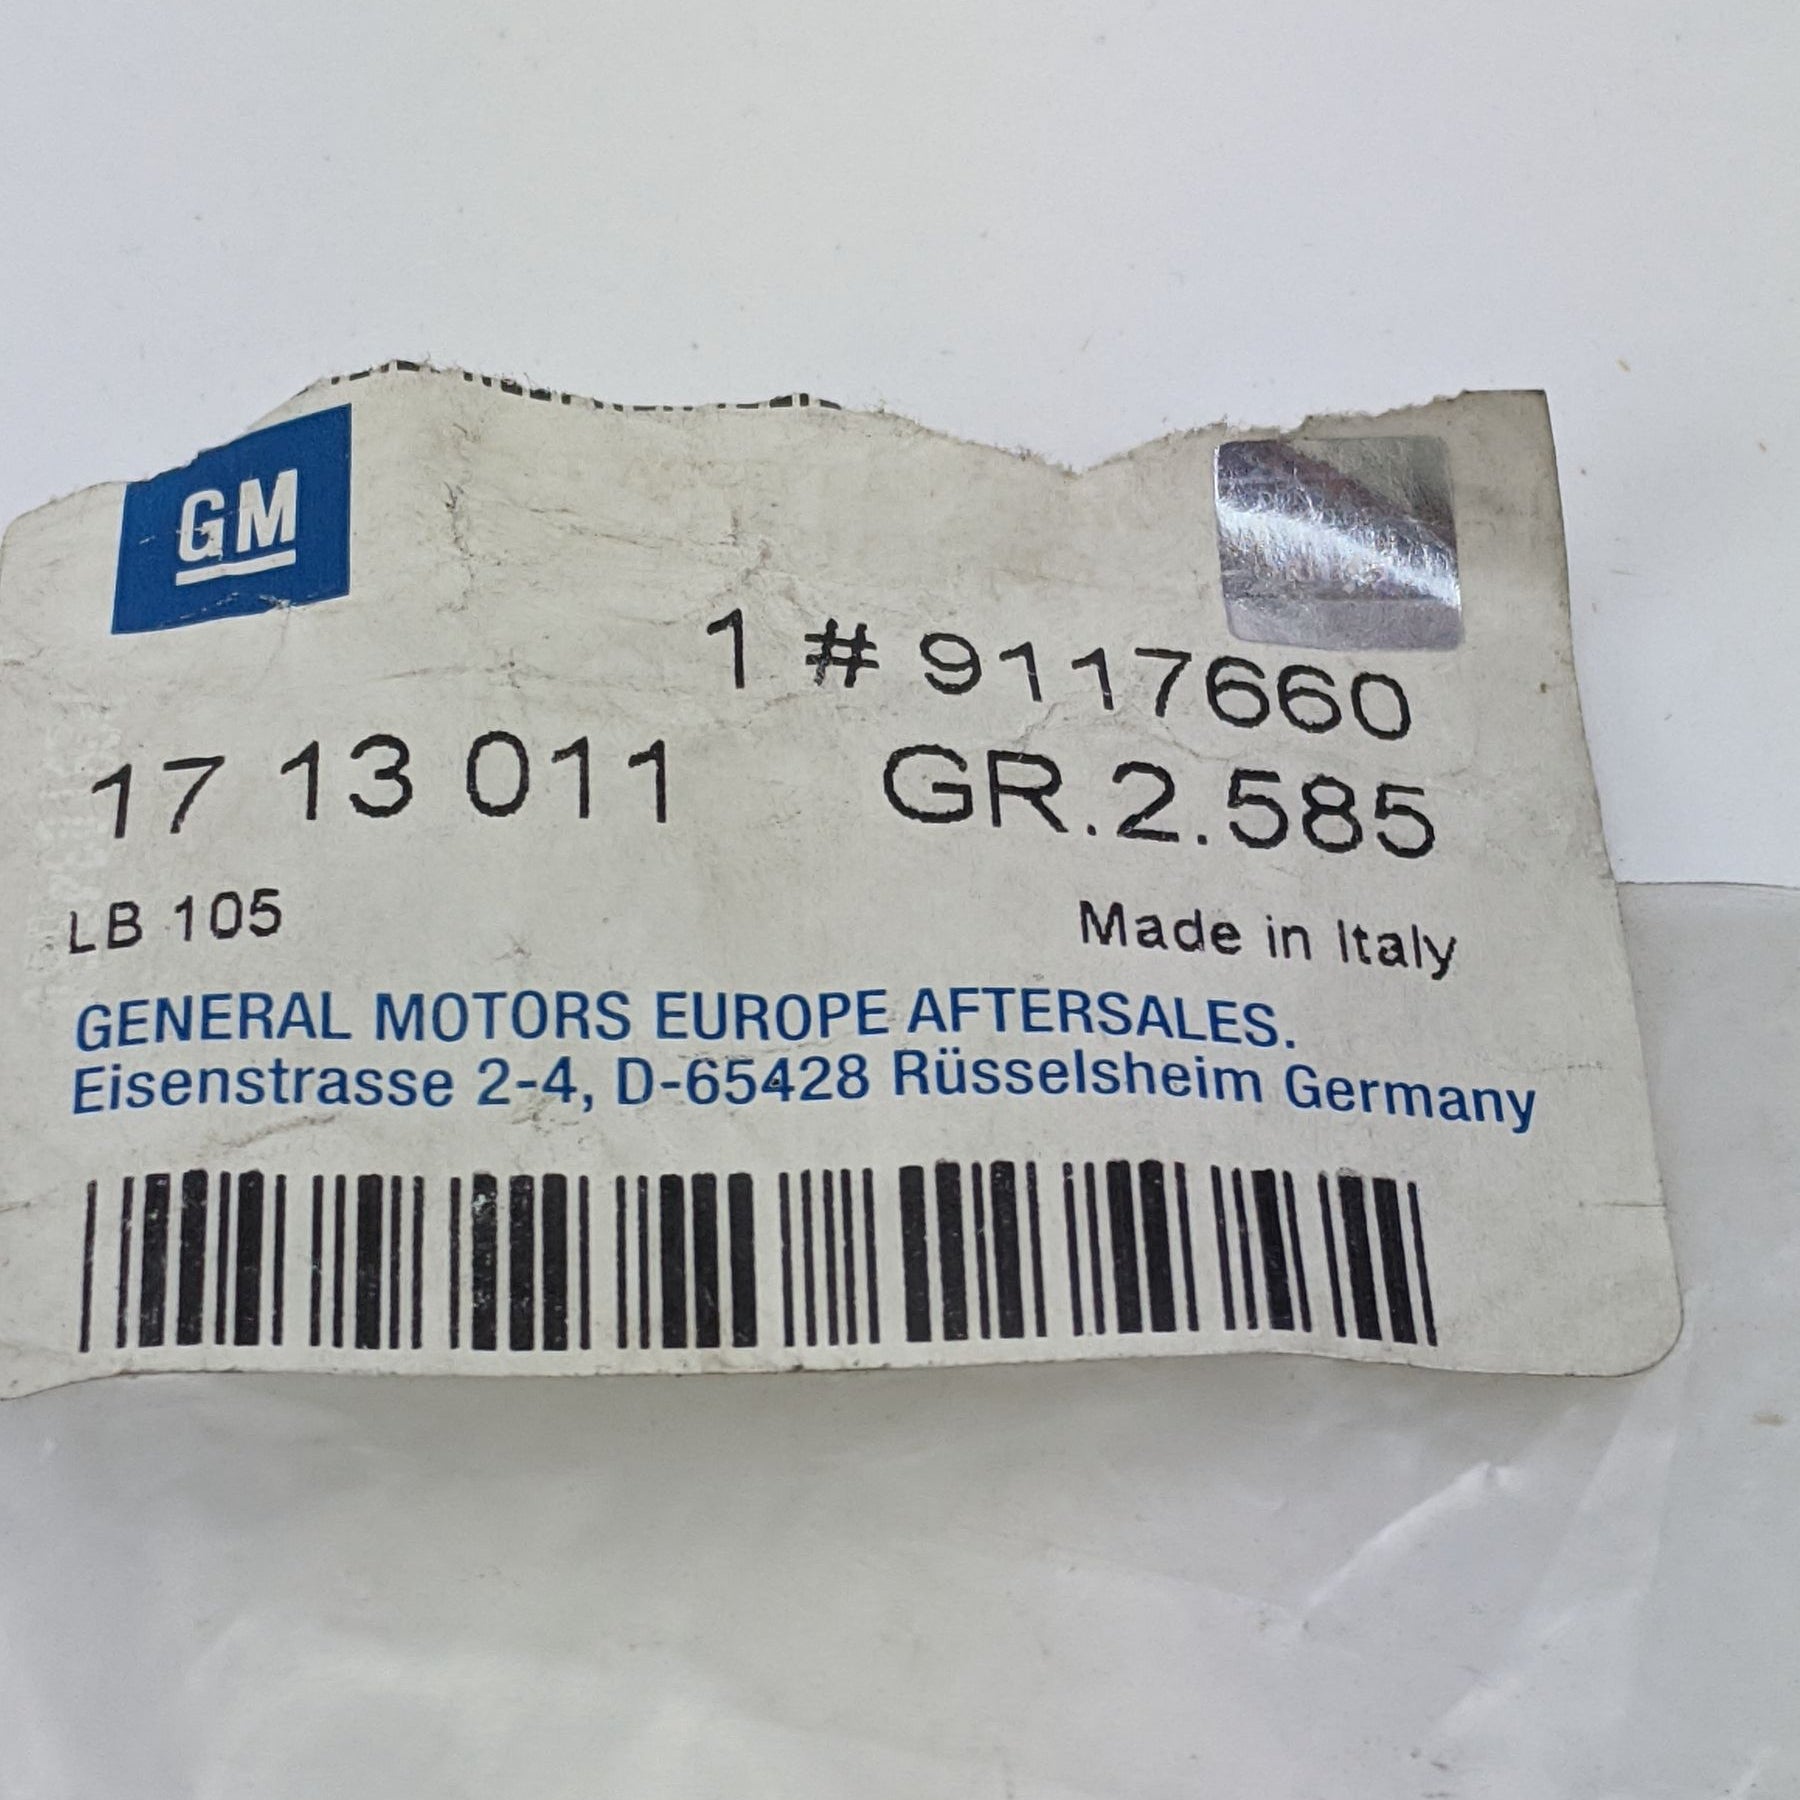 GM
1 # 9117660
17 13 011 GR.2.585
LB 105 Made in Italy
GENERAL MOTORS EUROPE AFTERSALES.
Eisenstrasse 2-4, D-65428 Rüsselsheim Germany